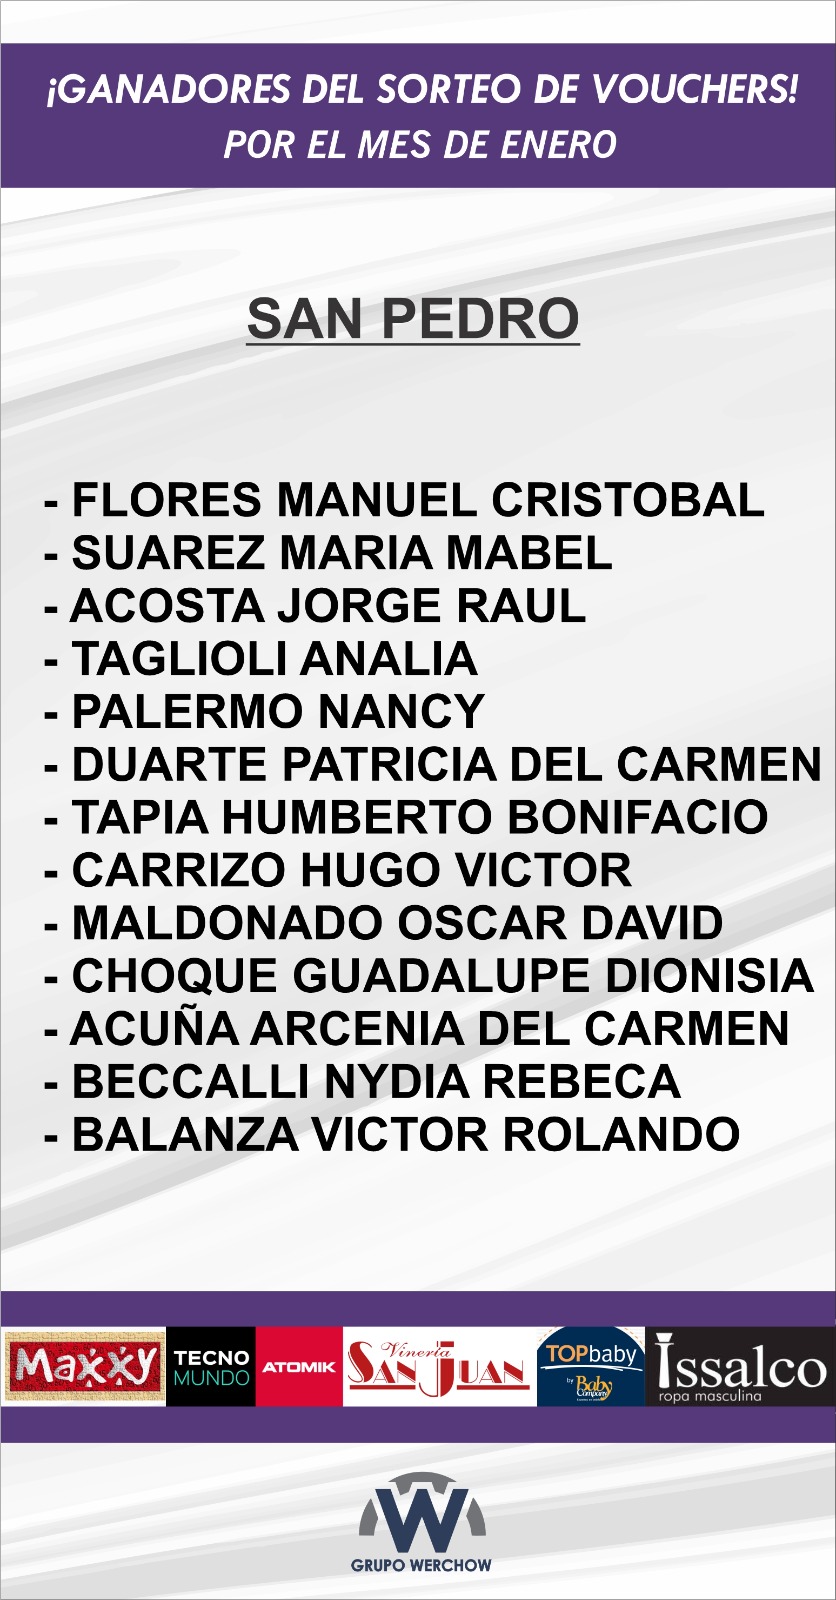 ¡GANADORES DEL SORTEO DE VOUCHERS!
POR EL MES DE ENERO
SAN PEDRO
- FLORES MANUEL CRISTOBAL
- SUAREZ MARIA MABEL
- ACOSTA JORGE RAUL
- TAGLIOLI ANALIA
- PALERMO NANCY
- DUARTE PATRICIA DEL CARMEN
- TAPIA HUMBERTO BONIFACIO
- CARRIZO HUGO VICTOR
- MALDONADO OSCAR DAVID
- CHOQUE GUADALUPE DIONISIA
- ACUÑA ARCENIA DEL CARMEN
- BECCALLI NYDIA REBECA
- BALANZA VICTOR ROLANDO
Maxxy
TECNO
MUNDO
ATOMIK
Vinería
SAN JUAN
TOPbaby
by Baby
Company
Issalco
ropa masculina
W
GRUPO WERCHOW